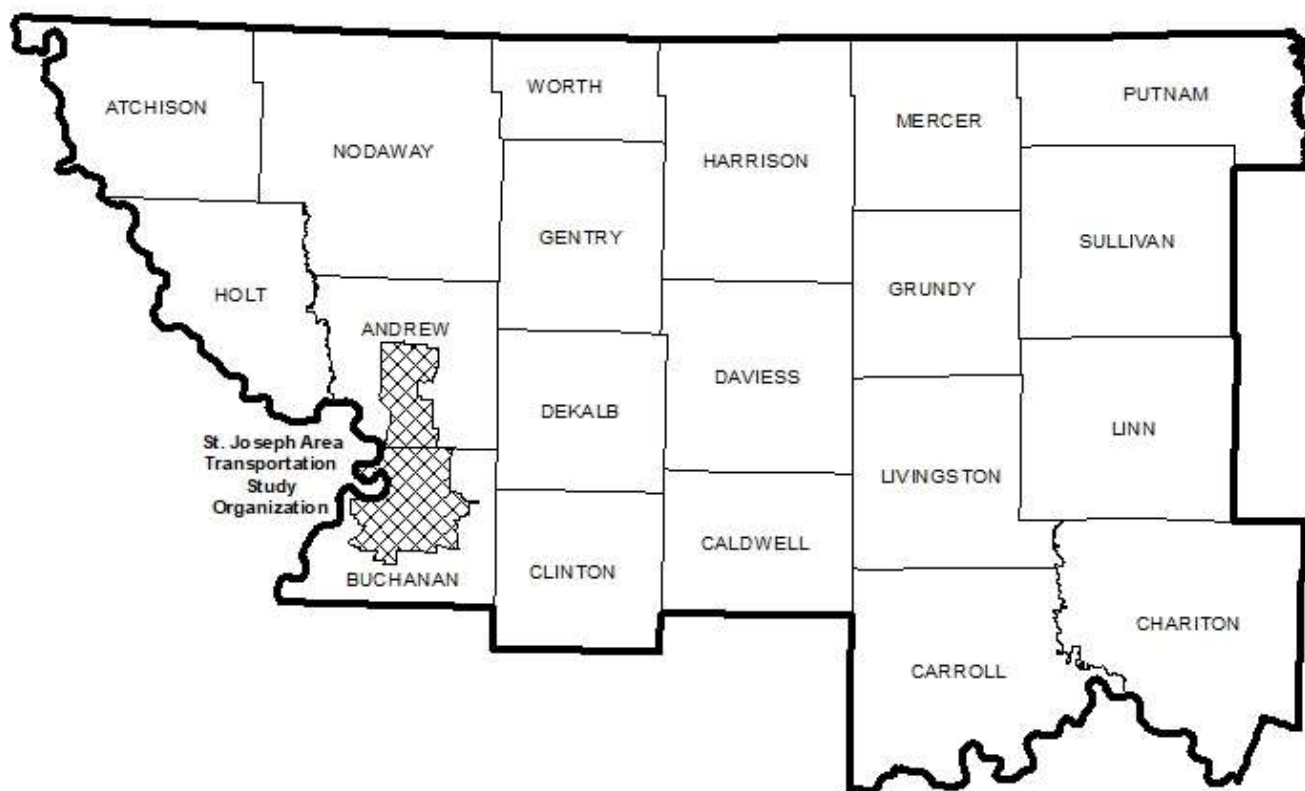 WORTH
PUTNAM
ATCHISON
MERCER
NODAWAY
HARRISON
GENTRY
SULLIVAN
GRUNDY
HOLT
ANDREW
DAVIESS
DEKALB
LINN
St. Joseph Area
Transportation
Study
Organization
LIVINGSTON
CALDWELL
CLINTON
BUCHANAN
CHARITON
CARROLL